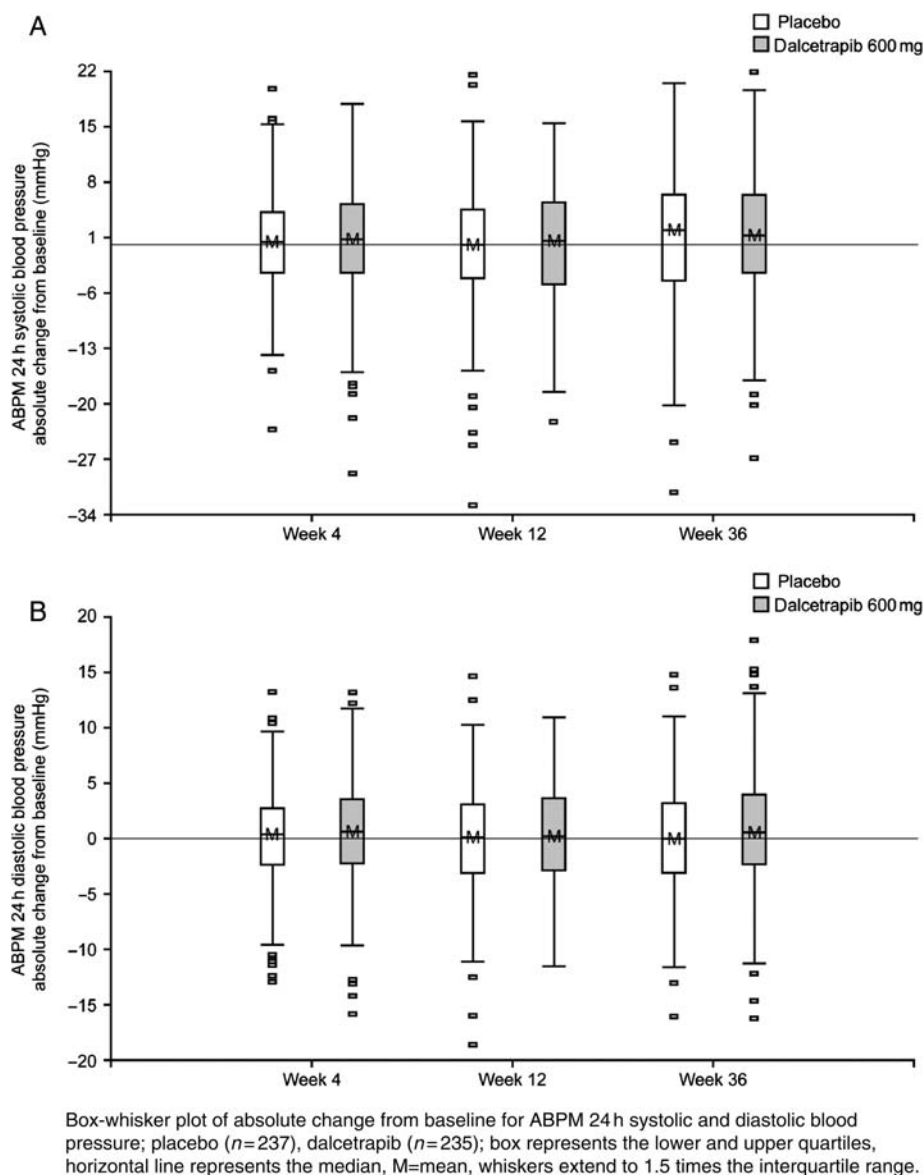 A
Placebo
Dalcetrapib 600 mg
ABPM 24 h systolic blood pressure
absolute change from baseline (mmHg)
22
15
8
1
–6
–13
–20
–27
–34
M
M
M
M
M
M
Week 4
Week 12
Week 36
B
Placebo
Dalcetrapib 600 mg
ABPM 24 h diastolic blood pressure
absolute change from baseline (mmHg)
20
15
10
5
0
–5
–10
–15
–20
M
M
M
M
M
M
Week 4
Week 12
Week 36
Box-whisker plot of absolute change from baseline for ABPM 24 h systolic and diastolic blood
pressure; placebo (n=237), dalcetrapib (n=235); box represents the lower and upper quartiles,
horizontal line represents the median, M=mean, whiskers extend to 1.5 times the interquartile range.